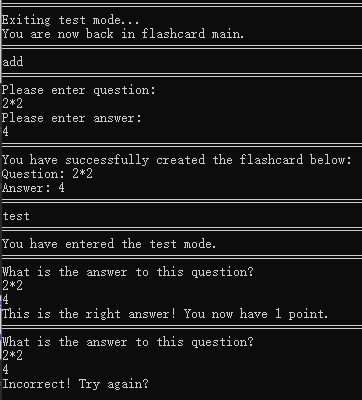 Exiting test mode...
You are now back in flashcard main.
add
Please enter question:
2*2
Please enter answer:
4
You have successfully created the flashcard below:
Question: 2*2
Answer: 4
test
You have entered the test mode.
What is the answer to this question?
2*2
4
This is the right answer! You now have 1 point.
What is the answer to this question?
2*2
4
Incorrect! Try again?